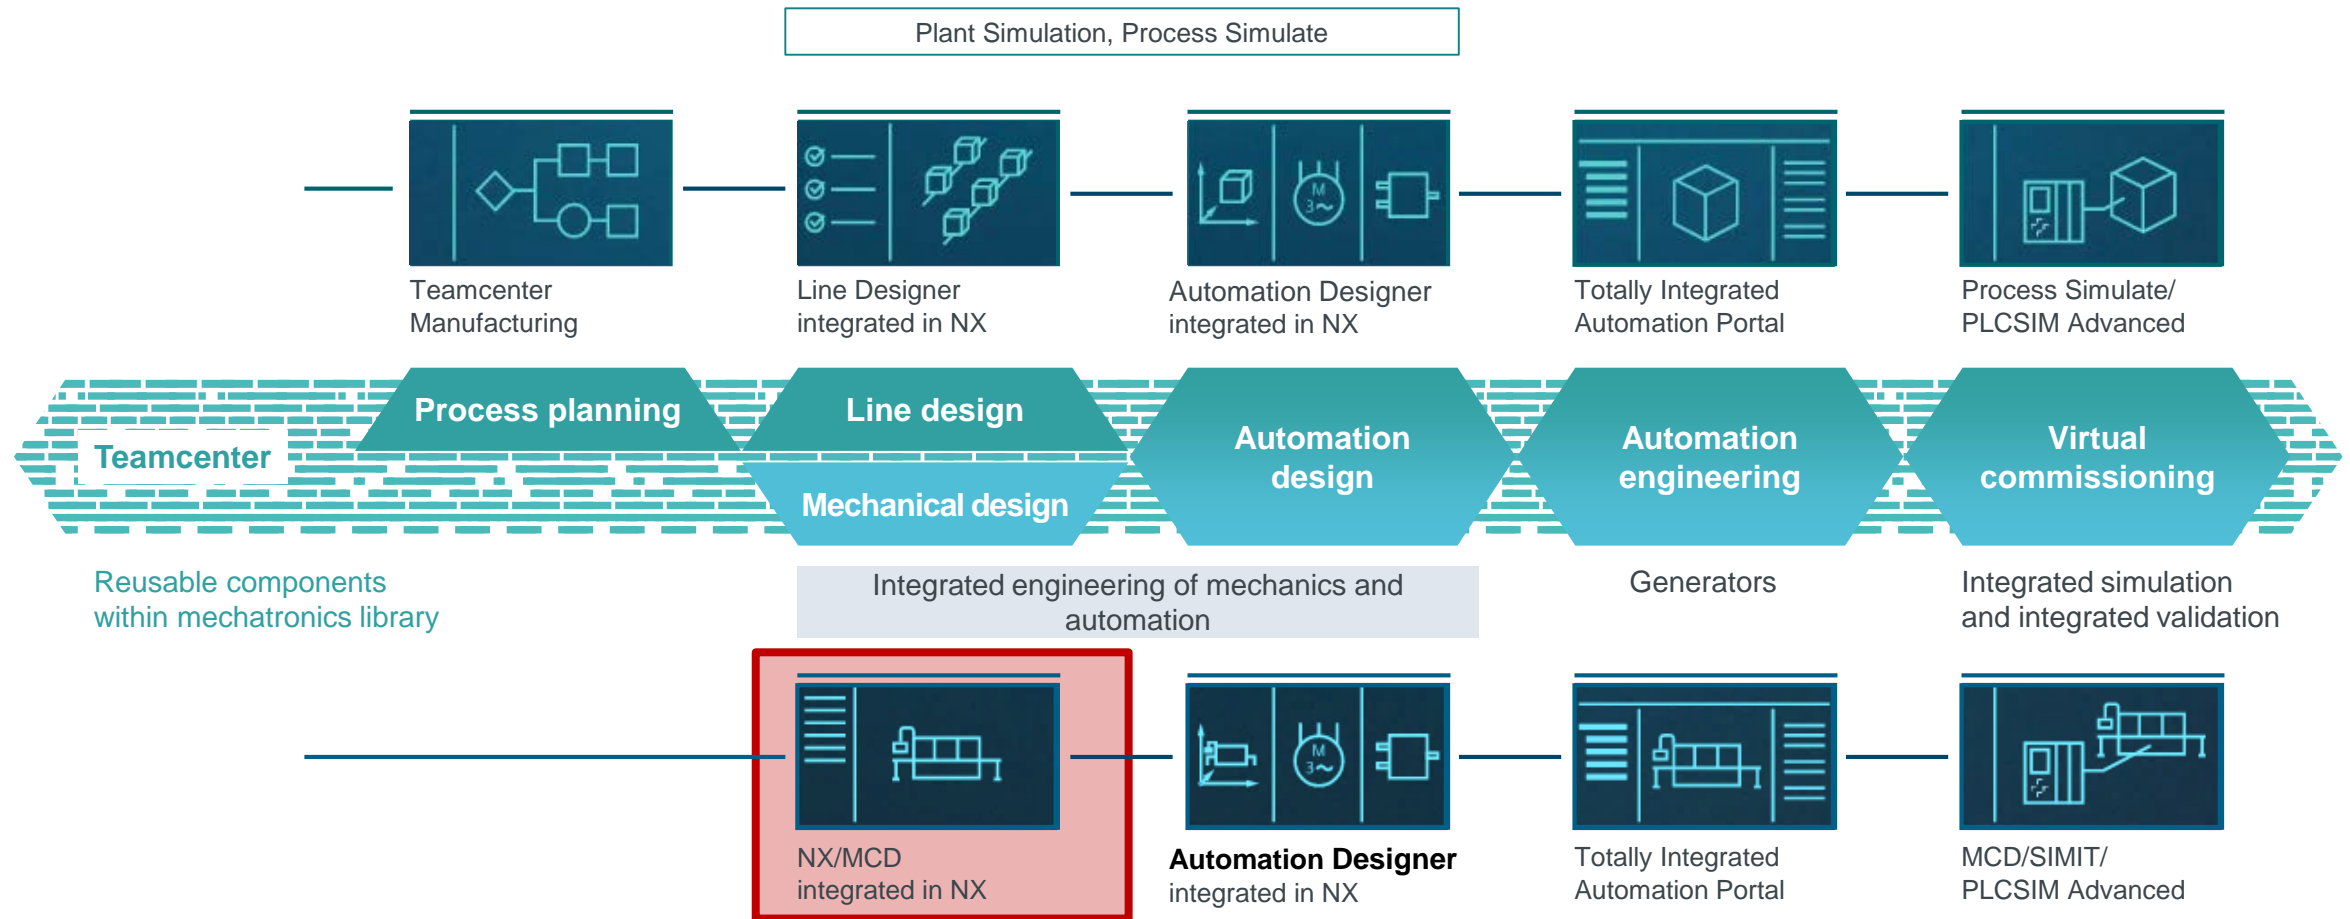 Plant Simulation, Process Simulate
Teamcenter
Manufacturing
Line Designer
integrated in NX
M
3~
Automation Designer
integrated in NX
Totally Integrated
Automation Portal
Process Simulate/
PLCSIM Advanced
Teamcenter
Process planning
Line design
Mechanical design
Automation
design
Automation
engineering
Virtual
commissioning
Reusable components
within mechatronics library
Integrated engineering of mechanics and
automation
Generators
Integrated simulation
and integrated validation
NX/MCD
integrated in NX
M
3~
Automation Designer
integrated in NX
Totally Integrated
Automation Portal
MCD/SIMIT/
PLCSIM Advanced